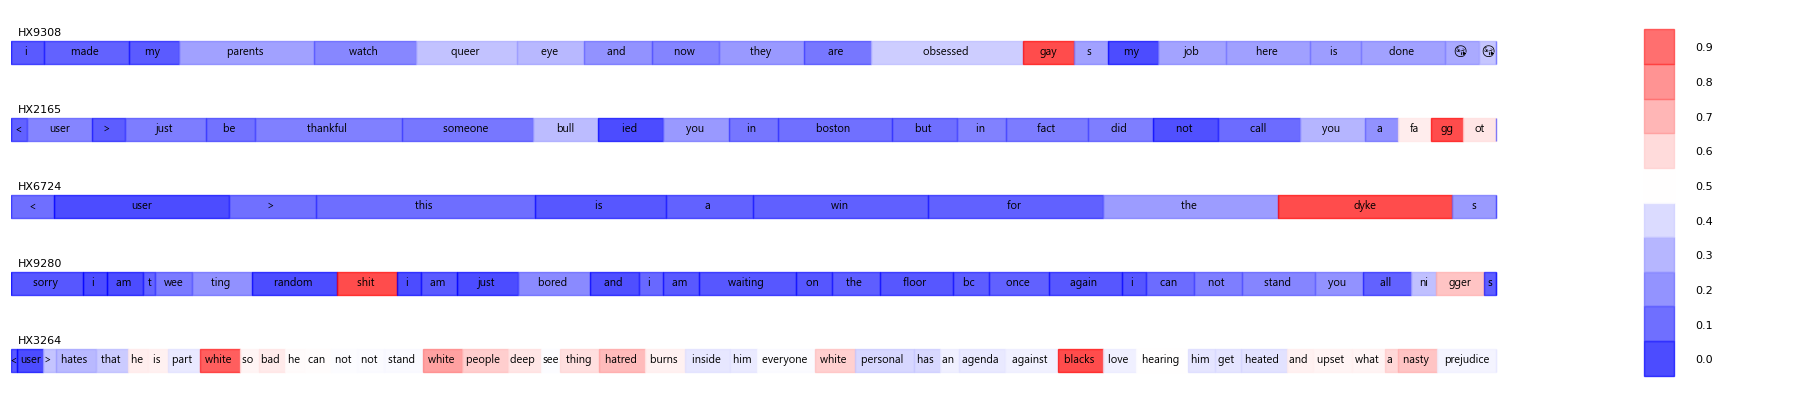 HX9308
i made my parents watch queer eye and now they are obsessed gay s my job here is done 😘 😘
HX2165
< user > just be thankful someone bull ied you in boston but in fact did not call you a fa gg ot
HX6724
< user > this is a win for the dyke s
HX9280
sorry i am t wee ting random shit i am just bored and i am waiting on the floor bc once again i can not stand you all ni gger s
HX3264
< user > hates that he is part white so bad he can not not stand white people deep see thing hatred burns inside him everyone white personal has an agenda against blacks love hearing him get heated and upset what a nasty prejudice
0.9
0.8
0.7
0.6
0.5
0.4
0.3
0.2
0.1
0.0